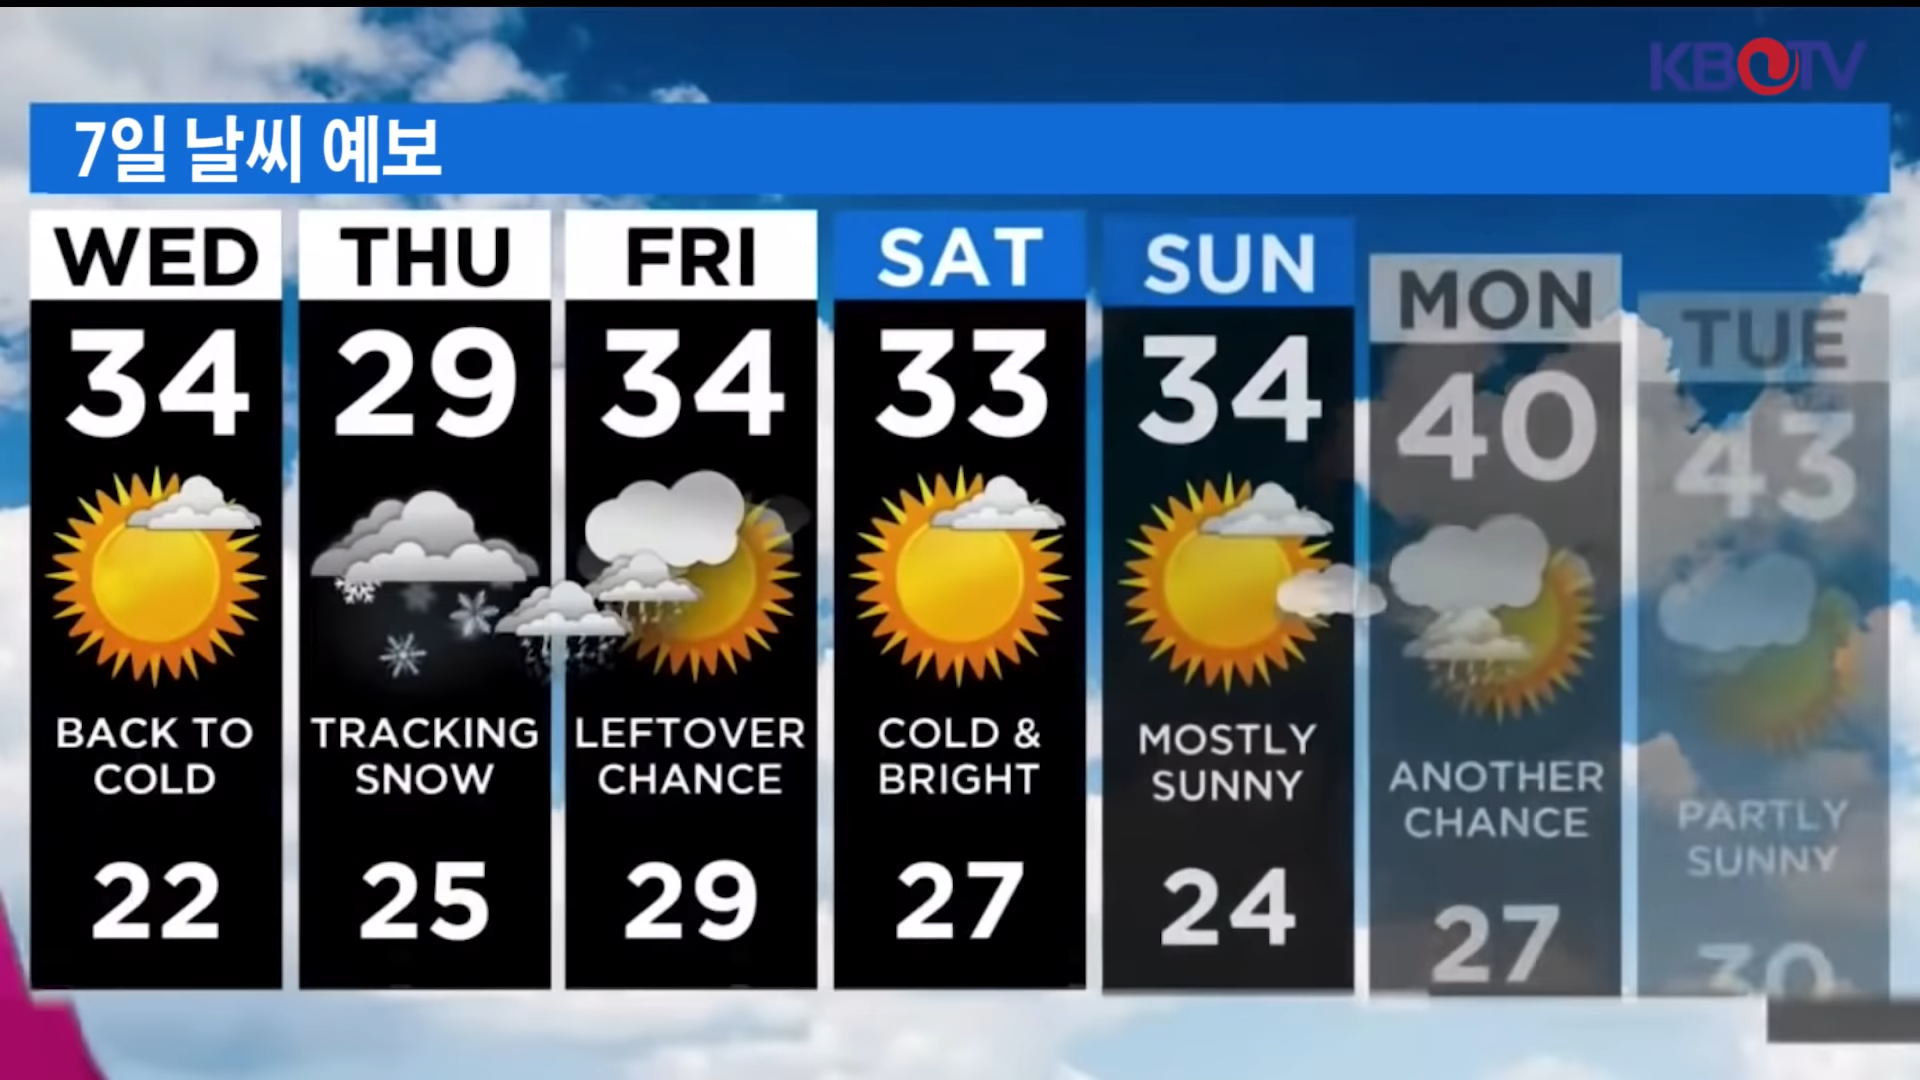 KBOTV
7일 날씨 예보
WED
34
BACK TO
COLD
22
THU
29
TRACKING
SNOW
25
FRI
34
LEFTOVER
CHANCE
29
SAT
33
COLD &
BRIGHT
27
SUN
34
MOSTLY
SUNNY
24
MON
40
ANOTHER
CHANCE
27
TUE
43
PARTLY
SUNNY
30